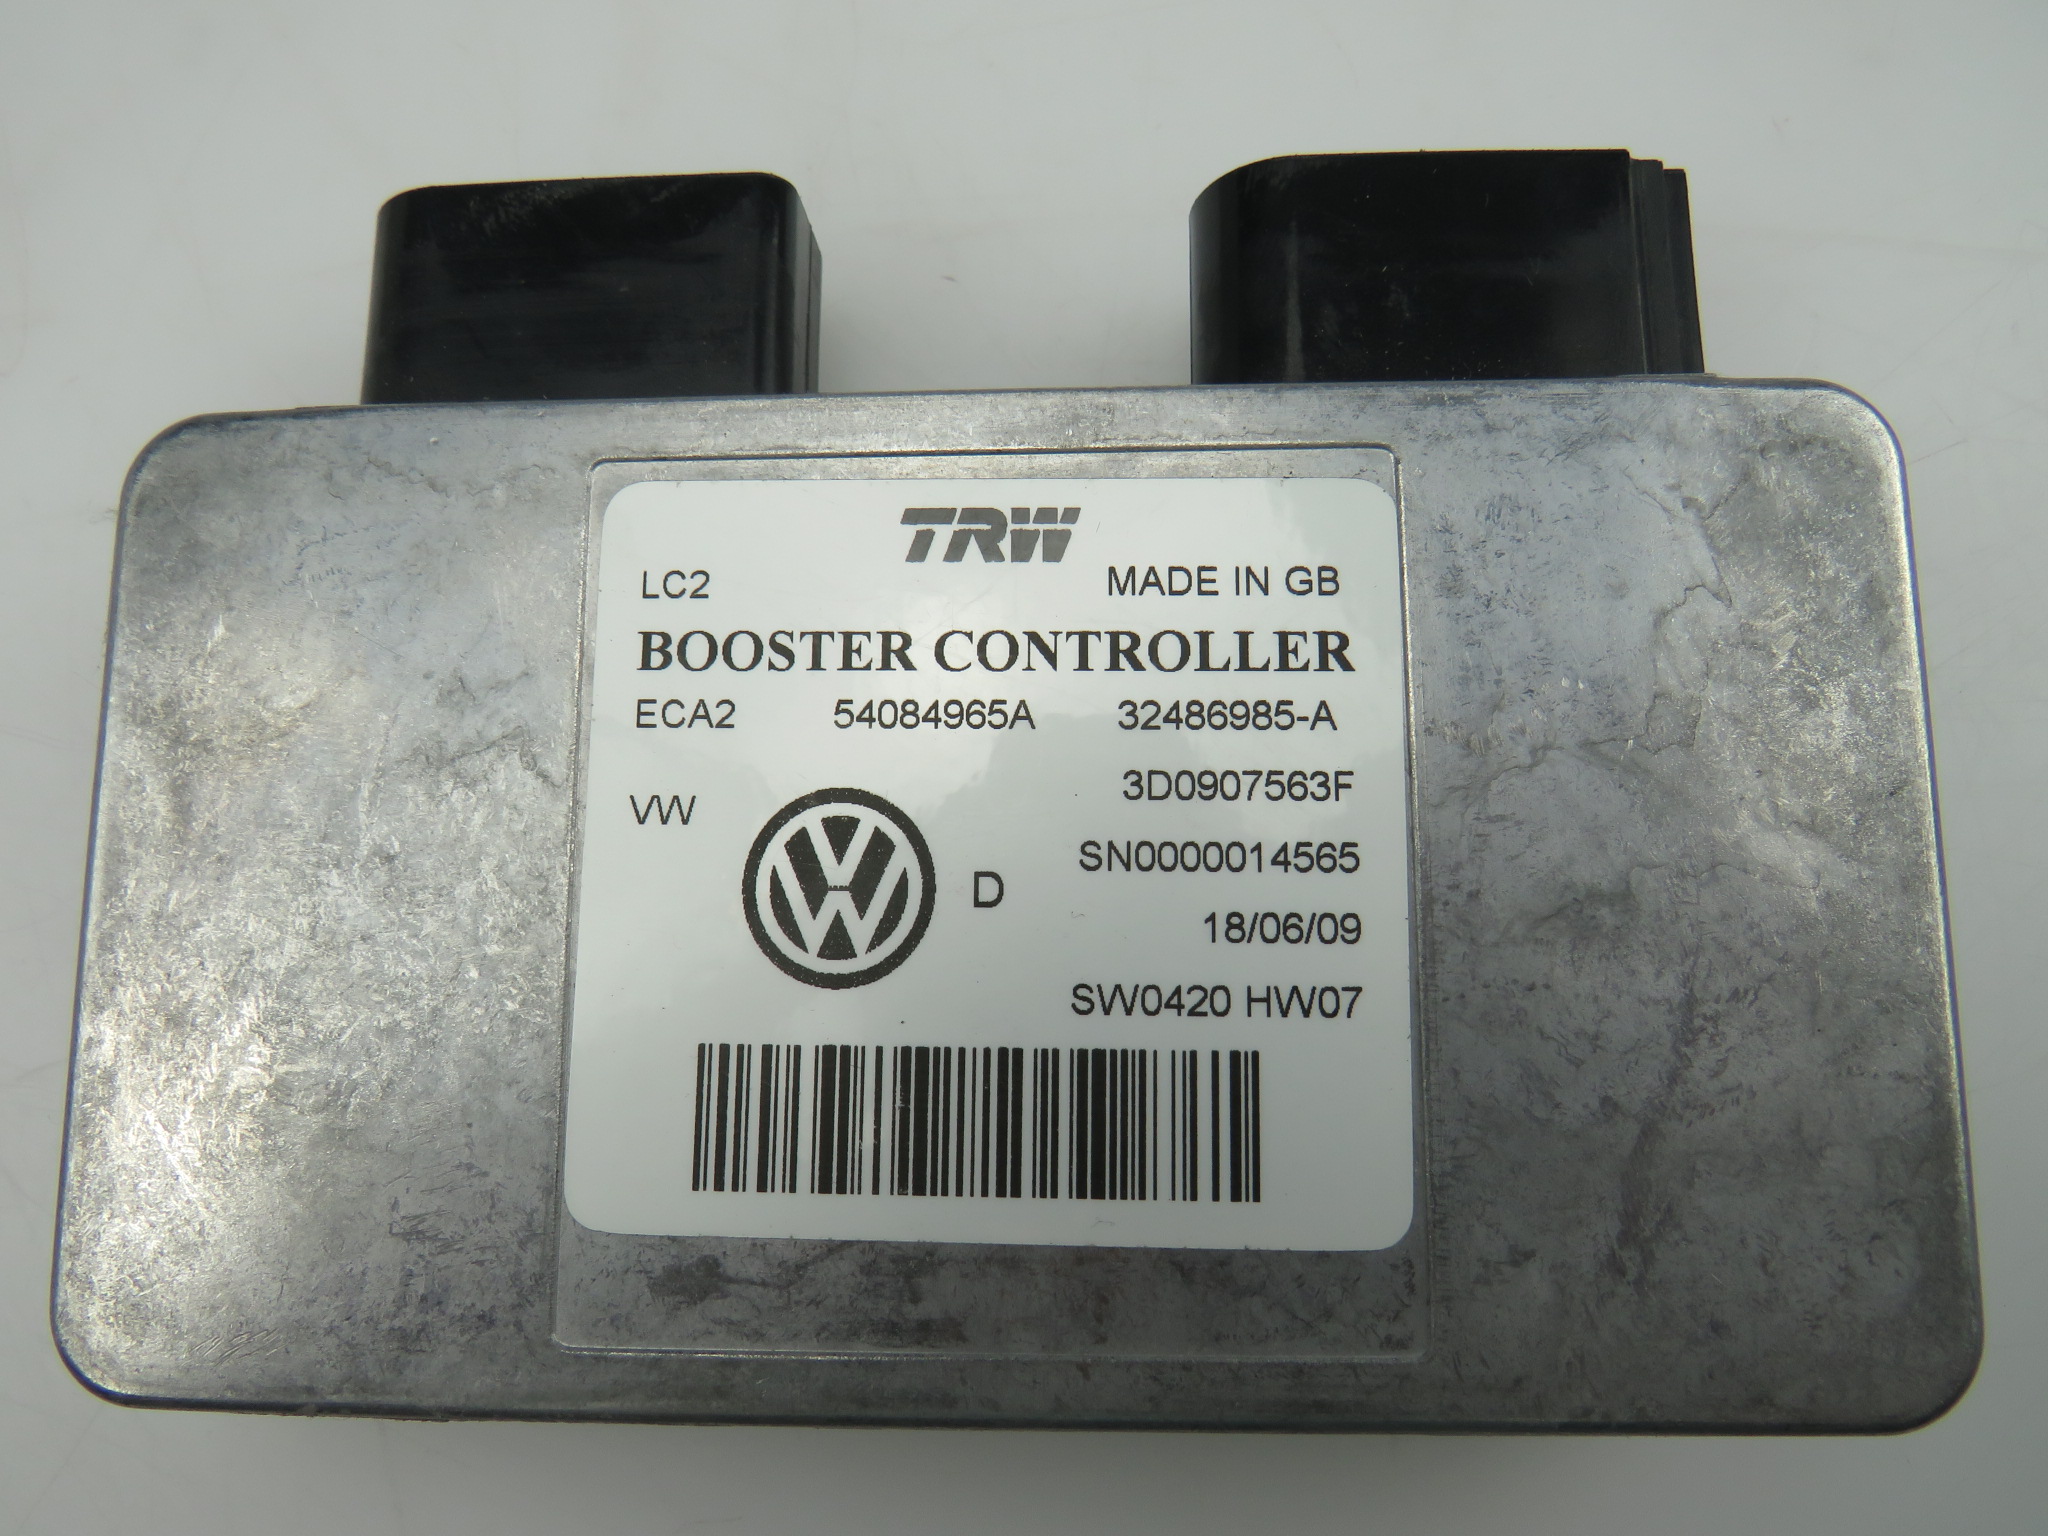 TRW
LC2 MADE IN GB
BOOSTER CONTROLLER
ECA2 54084965A 32486985-A
3D0907563F
VW
SN0000014565
D
18/06/09
SW0420 HW07